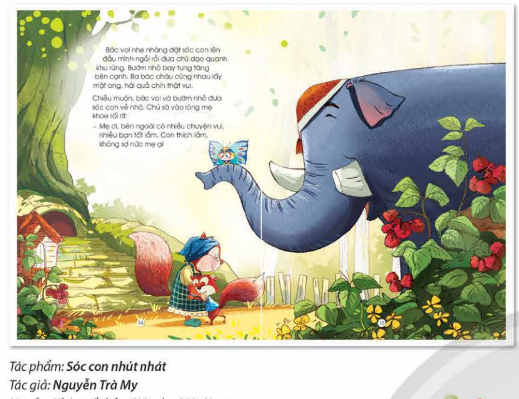 Bác voi nhẹ nhàng đặt sóc con lên
đầu mình ngồi rồi đưa chú dạo quanh
khu rừng. Bướm nhỏ bay tung tăng
bên cạnh. Ba bác cháu cùng nhau lấy
mật ong, hái quả chín thật vui.
Chiều muộn, bác voi và bướm nhỏ đưa
sóc con về nhà. Chú sà vào lòng mẹ
khoe rối rít:
- Mẹ ơi, bên ngoài có nhiều chuyện vui,
nhiều bạn tốt lắm. Con thích lắm,
không sợ nữa mẹ ạ!
14
15
Tác phẩm: Sóc con nhút nhát
Tác giả: Nguyễn Trà My